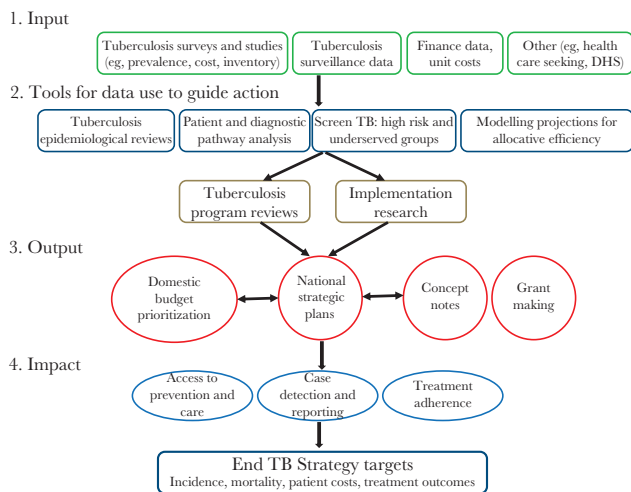 1. Input
Tuberculosis surveys and studies
(eg, prevalence, cost, inventory)
Tuberculosis
surveillance data
Finance data,
unit costs
Other (eg, health
care seeking, DHS)
2. Tools for data use to guide action
Tuberculosis
epidemiological reviews
Patient and diagnostic
pathway analysis
Screen TB: high risk and
underserved groups
Modelling projections for
allocative efficiency
Tuberculosis
program reviews
Implementation
research
3. Output
Domestic
budget
prioritization
National
strategic
plans
Concept
notes
Grant
making
4. Impact
Access to
prevention and
care
Case
detection and
reporting
Treatment
adherence
End TB Strategy targets
Incidence, mortality, patient costs, treatment outcomes